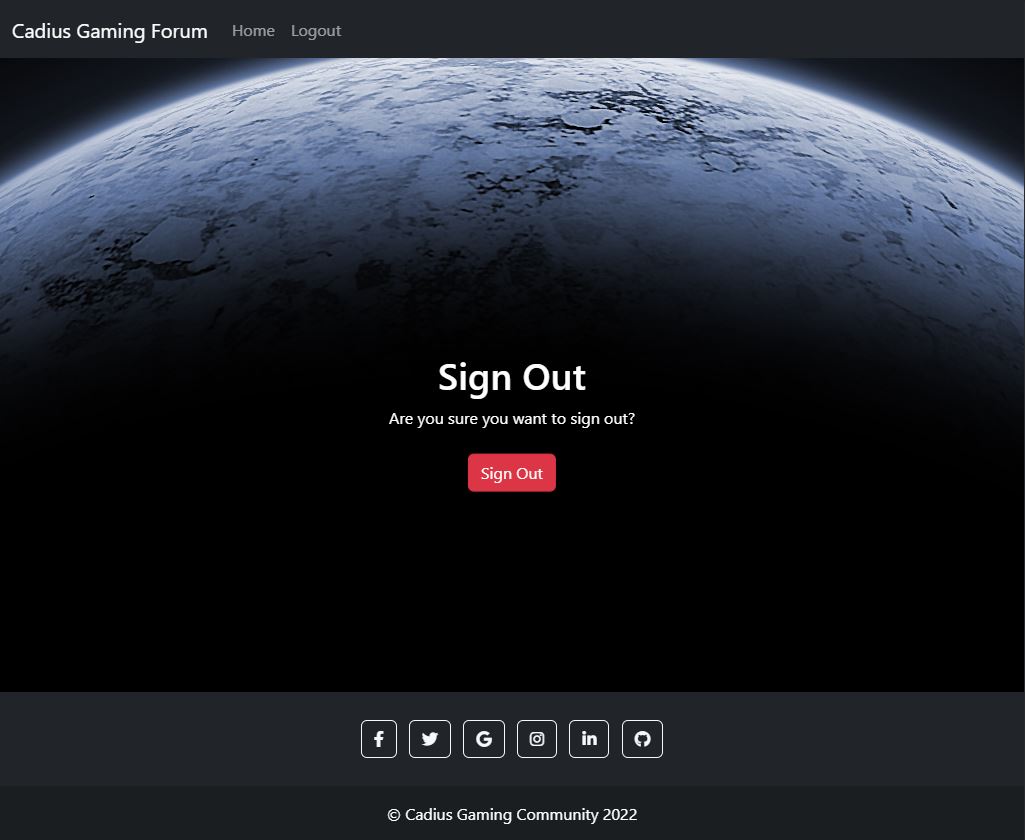 Cadius Gaming Forum Home Logout
Sign Out
Are you sure you want to sign out?
Sign Out
© Cadius Gaming Community 2022